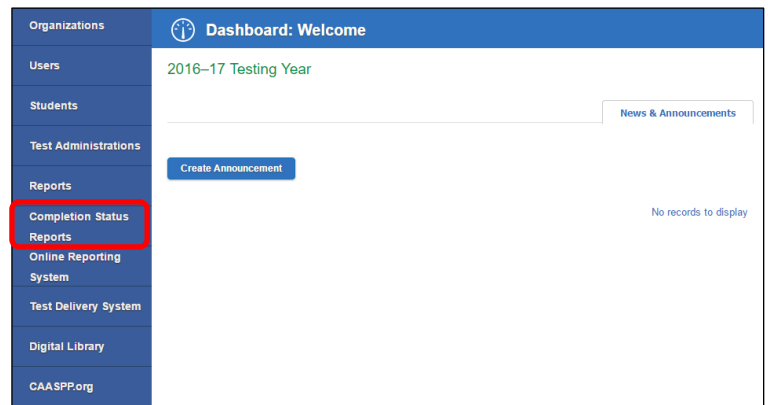 Organizations
Users
Students
Test Administrations
Reports
Completion Status
Reports
Online Reporting
System
Test Delivery System
Digital Library
CAASPP.org
Dashboard: Welcome
2016–17 Testing Year
News & Announcements
Create Announcement
No records to display